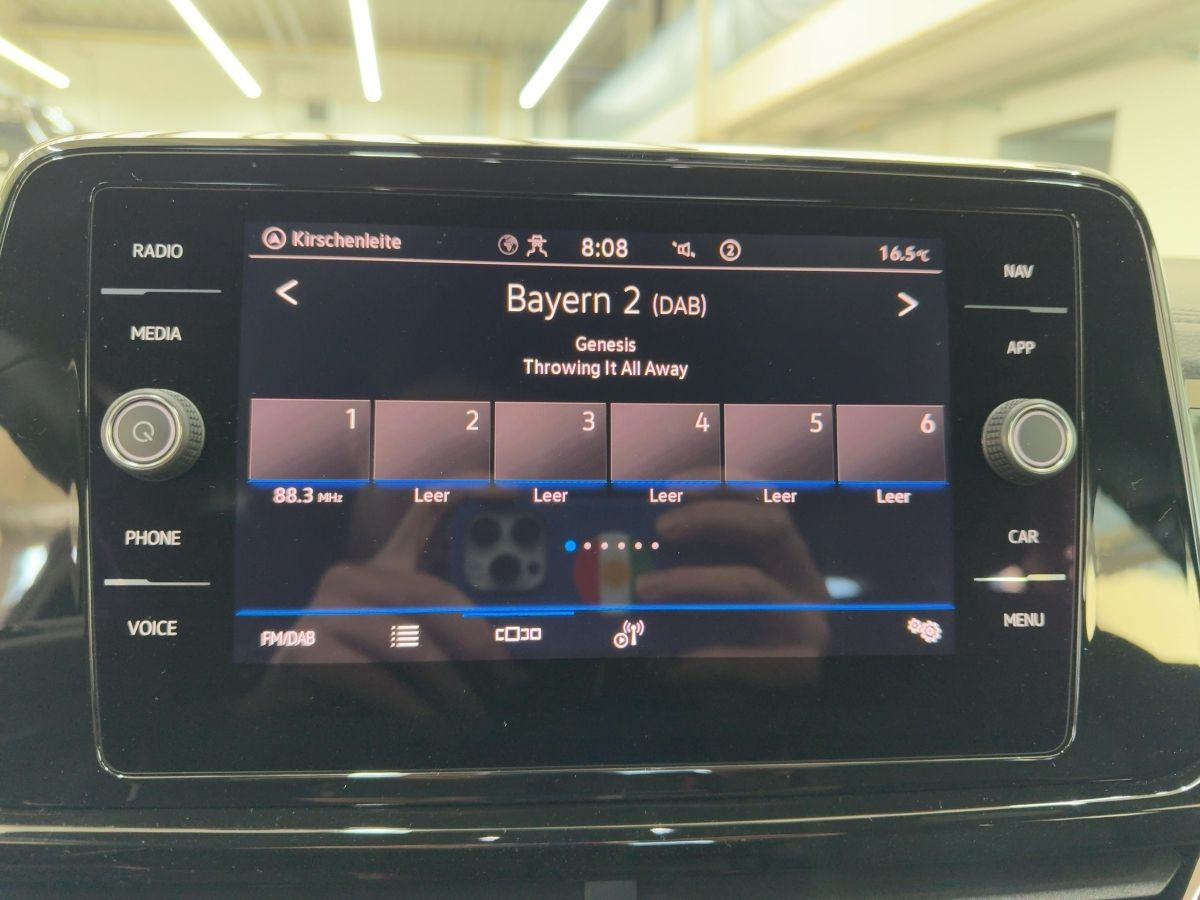 RADIO
MEDIA
PHONE
VOICE
Kirschenleite
8:08
2
16.5°C
Bayern 2 (DAB)
Genesis
Throwing It All Away
1 2 3 4 5 6
88.3 MHz Leer Leer Leer Leer Leer
FM/DAB
NAV
APP
CAR
MENU